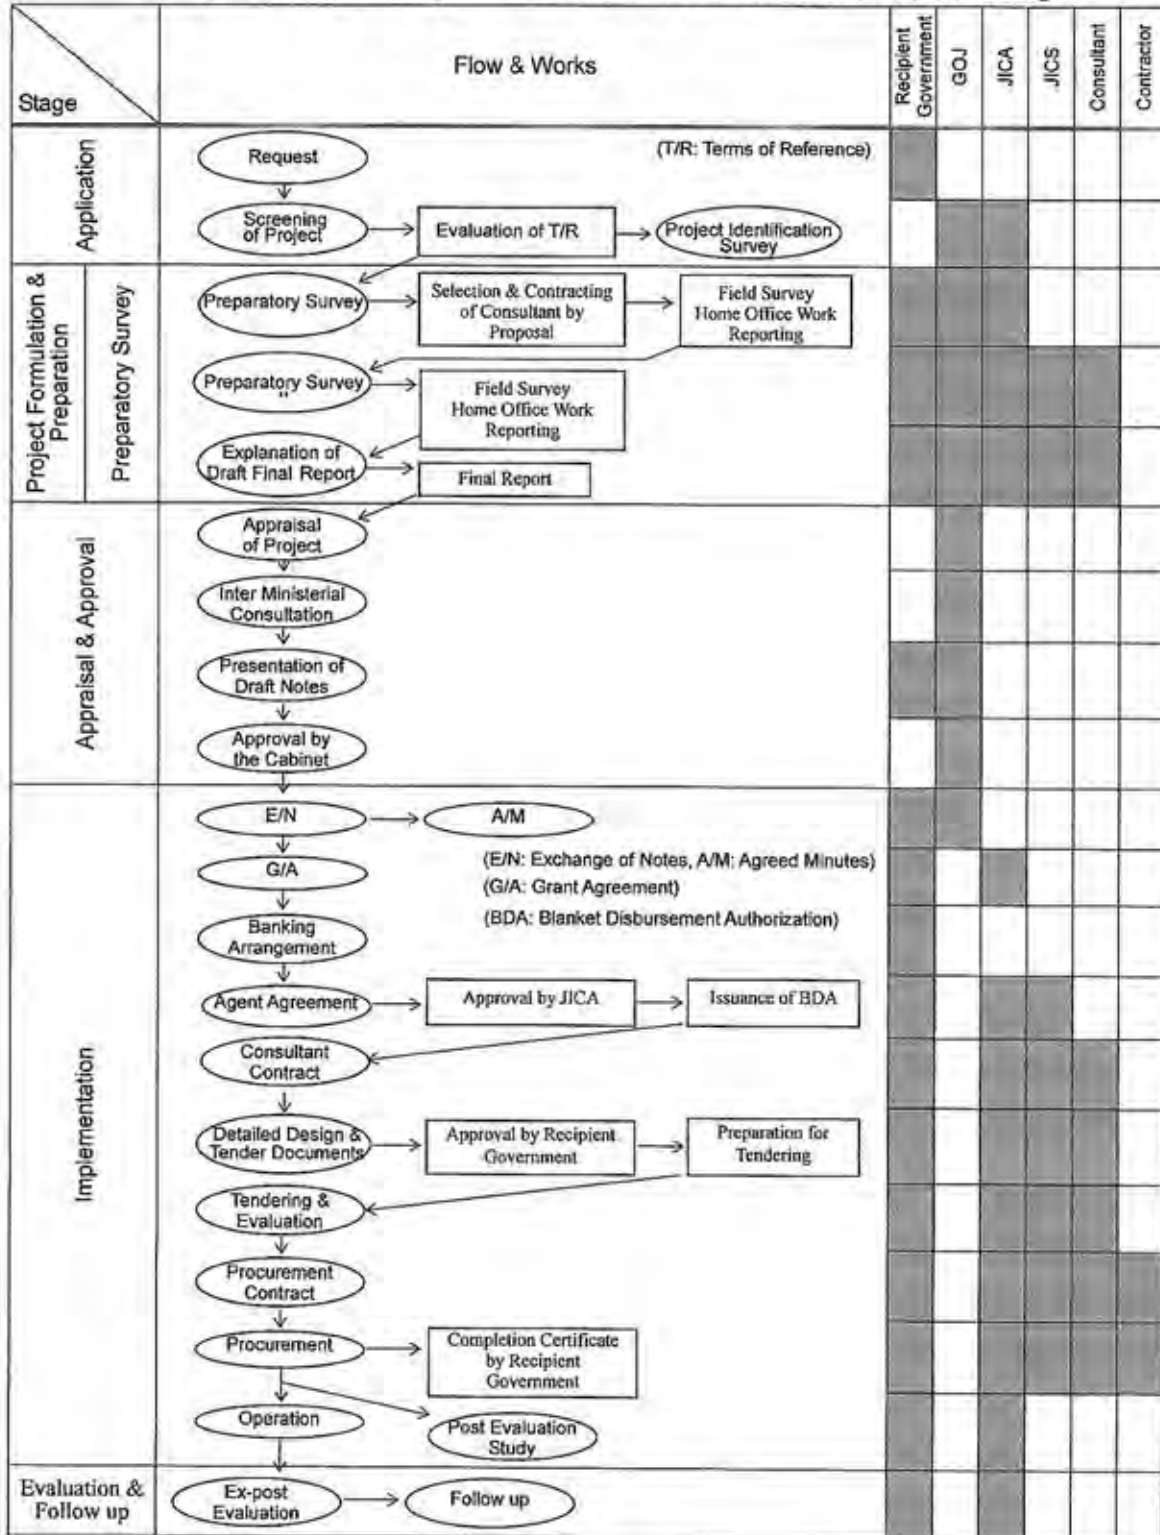 Stage
Flow & Works
Recipient
Government
GOJ
JICA
JICS
Consultant
Contractor
Application
Request
(T/R: Terms of Reference)
Screening
of Project
Evaluation of T/R
Project Identification
Survey
Project Formulation &
Preparation
Preparatory Survey
Preparatory Survey
Selection & Contracting
of Consultant by
Proposal
Field Survey
Home Office Work
Reporting
Preparatory Survey
Field Survey
Home Office Work
Reporting
Explanation of
Draft Final Report
Final Report
Appraisal & Approval
Appraisal
of Project
Inter Ministerial
Consultation
Presentation of
Draft Notes
Approval by
the Cabinet
Implementation
E/N
A/M
(E/N: Exchange of Notes, A/M: Agreed Minutes)
G/A
(G/A: Grant Agreement)
(BDA: Blanket Disbursement Authorization)
Banking
Arrangement
Agent Agreement
Approval by JICA
Issuance of BDA
Consultant
Contract
Detailed Design &
Tender Documents
Approval by Recipient
Government
Preparation for
Tendering
Tendering &
Evaluation
Procurement
Contract
Procurement
Completion Certificate
by Recipient
Government
Operation
Post Evaluation
Study
Evaluation &
Follow up
Ex-post
Evaluation
Follow up